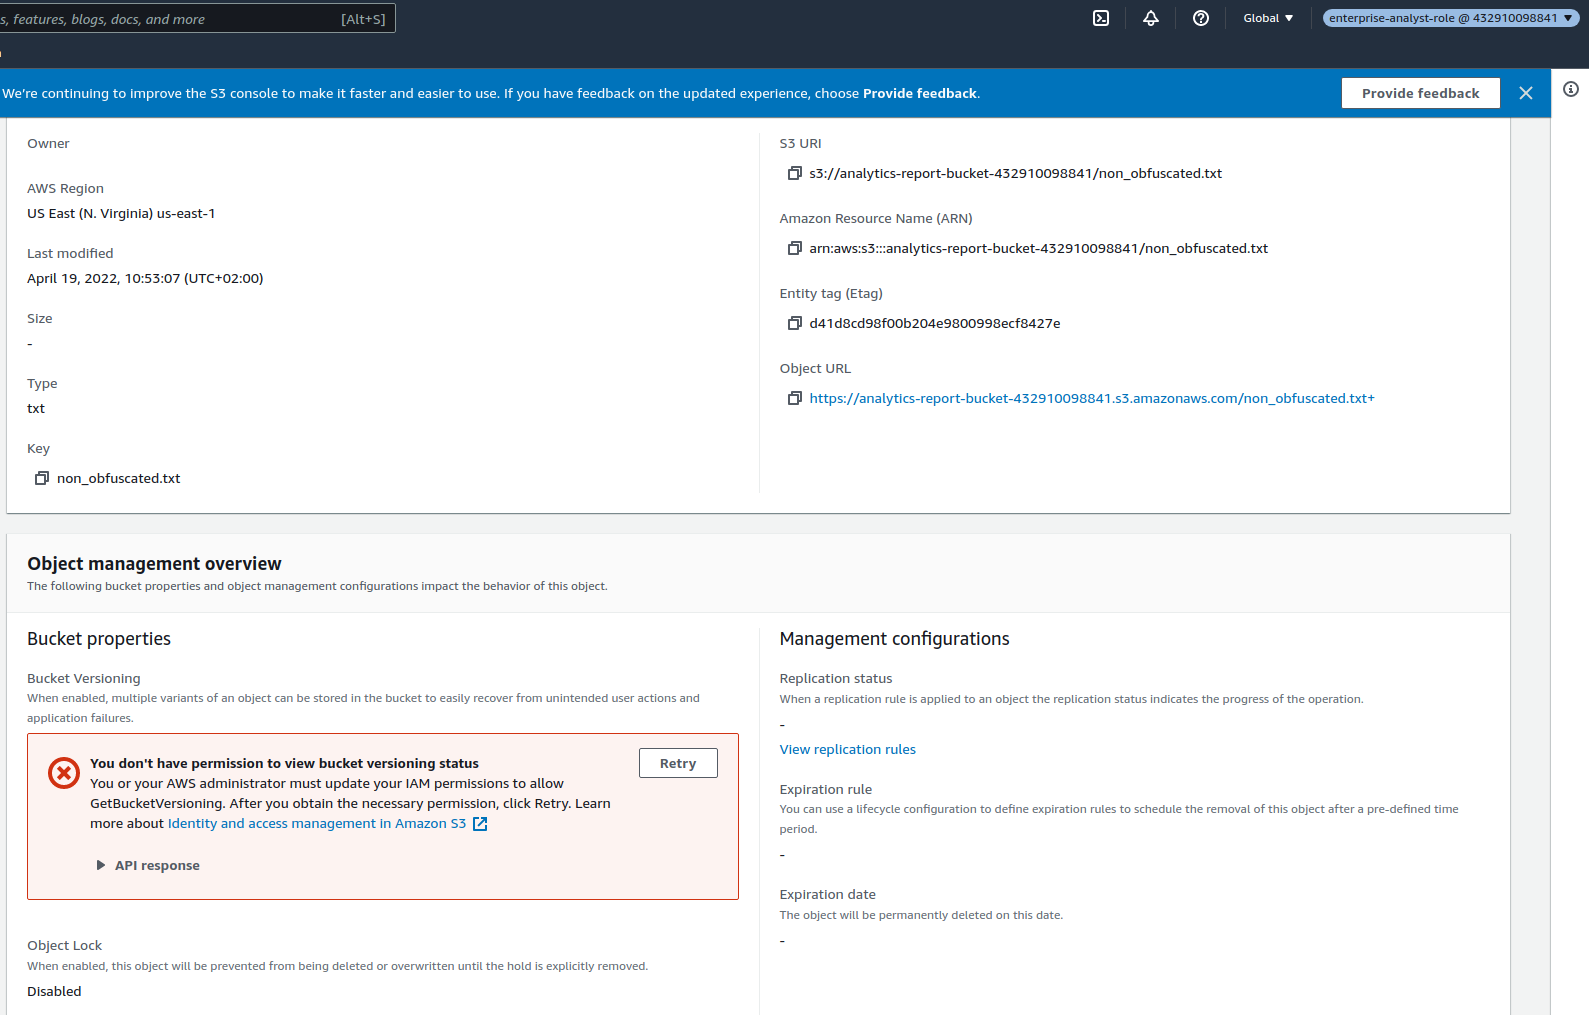 s, features, blogs, docs, and more [Alt+S] Global ▼ enterprise-analyst-role @ 432910098841 ▼
We're continuing to improve the S3 console to make it faster and easier to use. If you have feedback on the updated experience, choose Provide feedback. Provide feedback
Owner
AWS Region
US East (N. Virginia) us-east-1
Last modified
April 19, 2022, 10:53:07 (UTC+02:00)
Size
-
Type
txt
Key
non_obfuscated.txt
S3 URI
s3://analytics-report-bucket-432910098841/non_obfuscated.txt
Amazon Resource Name (ARN)
arn:aws:s3:::analytics-report-bucket-432910098841/non_obfuscated.txt
Entity tag (Etag)
d41d8cd98f00b204e9800998ecf8427e
Object URL
https://analytics-report-bucket-432910098841.s3.amazonaws.com/non_obfuscated.txt+
Object management overview
The following bucket properties and object management configurations impact the behavior of this object.
Bucket properties
Bucket Versioning
When enabled, multiple variants of an object can be stored in the bucket to easily recover from unintended user actions and
application failures.
You don't have permission to view bucket versioning status
You or your AWS administrator must update your IAM permissions to allow
GetBucketVersioning. After you obtain the necessary permission, click Retry. Learn
more about Identity and access management in Amazon S3
Retry
API response
Object Lock
When enabled, this object will be prevented from being deleted or overwritten until the hold is explicitly removed.
Disabled
Management configurations
Replication status
When a replication rule is applied to an object the replication status indicates the progress of the operation.
-
View replication rules
Expiration rule
You can use a lifecycle configuration to define expiration rules to schedule the removal of this object after a pre-defined time
period.
-
Expiration date
The object will be permanently deleted on this date.
-